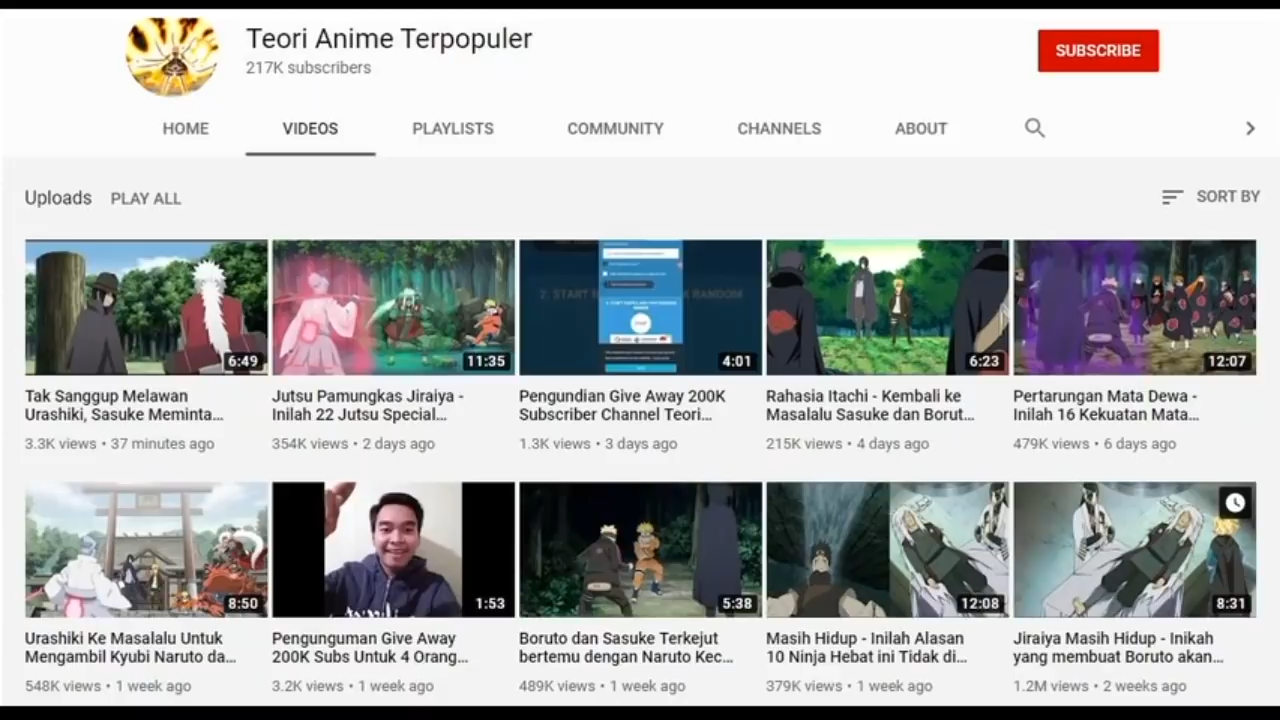 Teori Anime Terpopuler
217K subscribers
SUBSCRIBE
HOME
VIDEOS
PLAYLISTS
COMMUNITY
CHANNELS
ABOUT
Uploads
PLAY ALL
SORT BY
6:49
11:35
2. START
RANDOM
4:01
6:23
12:07
Tak Sanggup Melawan
Urashiki, Sasuke Meminta...
3.3K views • 37 minutes ago
Jutsu Pamungkas Jiraiya -
Inilah 22 Jutsu Special...
354K views • 2 days ago
Pengundian Give Away 200K
Subscriber Channel Teori...
1.3K views • 3 days ago
Rahasia Itachi - Kembali ke
Masalalu Sasuke dan Borut...
215K views • 4 days ago
Pertarungan Mata Dewa -
Inilah 16 Kekuatan Mata...
479K views • 6 days ago
8:50
1:53
5:38
12:08
8:31
Urashiki Ke Masalalu Untuk
Mengambil Kyubi Naruto da...
548K views • 1 week ago
Pengunguman Give Away
200K Subs Untuk 4 Orang...
3.2K views • 1 week ago
Boruto dan Sasuke Terkejut
bertemu dengan Naruto Kec...
489K views • 1 week ago
Masih Hidup - Inilah Alasan
10 Ninja Hebat ini Tidak di...
379K views • 1 week ago
Jiraiya Masih Hidup - Inikah
yang membuat Boruto akan...
1.2M views • 2 weeks ago